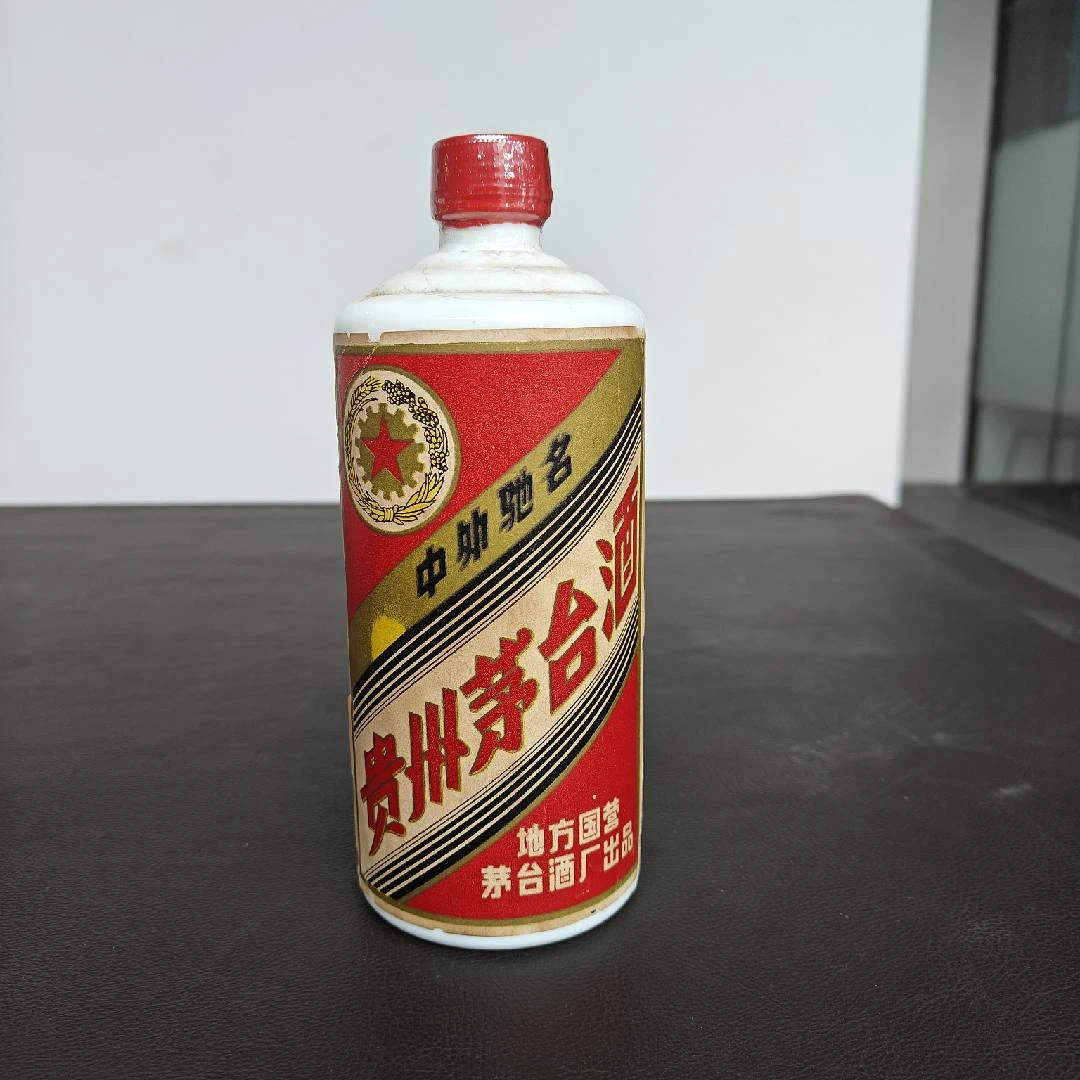 中外驰名
贵州茅台酒
地方国营
茅台酒厂出品